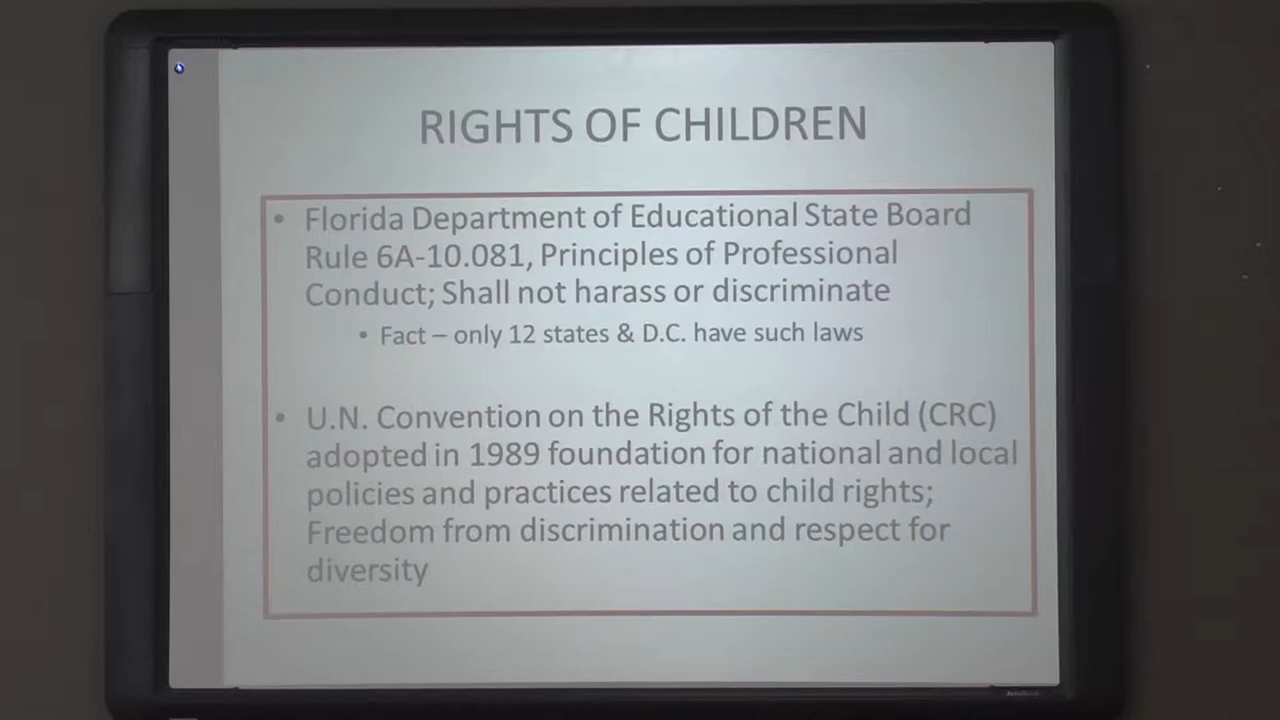 RIGHTS OF CHILDREN
• Florida Department of Educational State Board
Rule 6A-10.081, Principles of Professional
Conduct; Shall not harass or discriminate
• Fact – only 12 states & D.C. have such laws
• U.N. Convention on the Rights of the Child (CRC)
adopted in 1989 foundation for national and local
policies and practices related to child rights;
Freedom from discrimination and respect for
diversity